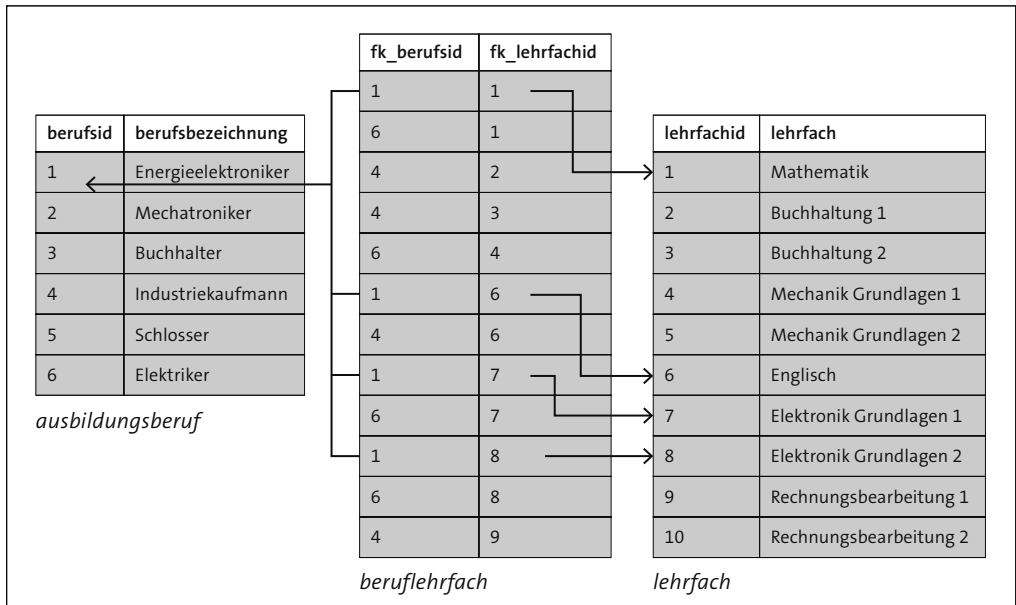 berufsid berufsbezeichnung
1 Energieelektroniker
2 Mechatroniker
3 Buchhalter
4 Industriekaufmann
5 Schlosser
6 Elektriker
ausbildungsberuf
fk_berufsid fk_lehrfachid
1 1
6 1
4 2
4 3
6 4
1 6
4 6
1 7
6 7
1 8
6 8
4 9
beruflehrfach
lehrfachid lehrfach
1 Mathematik
2 Buchhaltung 1
3 Buchhaltung 2
4 Mechanik Grundlagen 1
5 Mechanik Grundlagen 2
6 Englisch
7 Elektronik Grundlagen 1
8 Elektronik Grundlagen 2
9 Rechnungsbearbeitung 1
10 Rechnungsbearbeitung 2
lehrfach